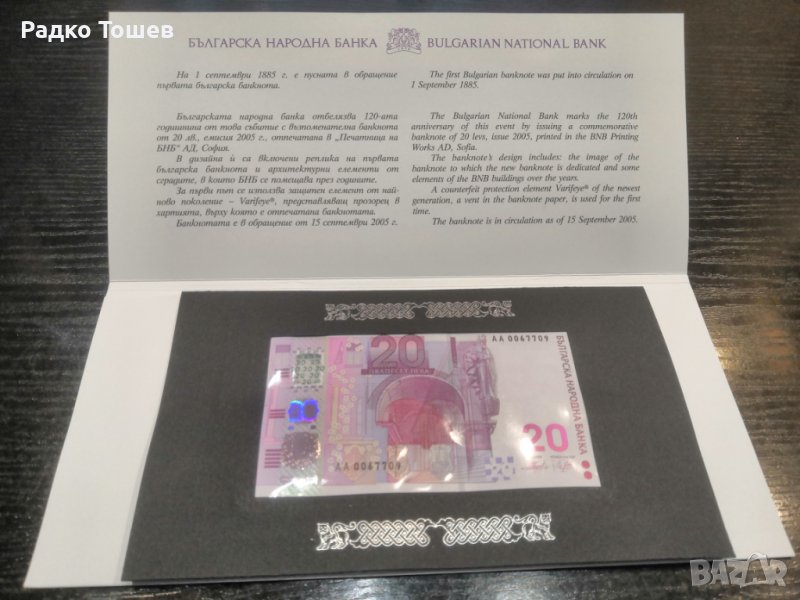 Радко Тошев
БЪЛГАРСКА НАРОДНА БАНКА BULGARIAN NATIONAL BANK
На 1 септември 1885 г. е пусната в обращение
първата българска банкнота.
Българската народна банка отбелязва 120-ата
годишнина от това събитие с възпоменателна банкнота
от 20 лв., емисия 2005 г., отпечатана в „Печатница на
БНБ“ АД, София.
В дизайна ѝ са включени реплика на първата
българска банкнота и архитектурни елементи от
сградите, в които БНБ се помещава през годините.
За първи път се използва защитен елемент от най-
ново поколение – Varifeye®, представляващ прозорец в
хартията, върху която е отпечатана банкнотата.
Банкнотата е в обращение от 15 септември 2005 г.
The first Bulgarian banknote was put into circulation on
1 September 1885.
The Bulgarian National Bank marks the 120th
anniversary of this event by issuing a commemorative
banknote of 20 levs, issue 2005, printed in the BNB Printing
Works AD, Sofia.
The banknote's design includes: the image of the
banknote to which the new banknote is dedicated and some
elements of the BNB buildings over the years.
A counterfeit protection element Varifeye® of the newest
generation, a vent in the banknote paper, is used for the first
time.
The banknote is in circulation as of 15 September 2005.
20
ДВАДЕСЕТ ЛЕВА
АА 0067709
БЪЛГАРСКА НАРОДНА БАНКА
20
АА 0067709
BAZAR